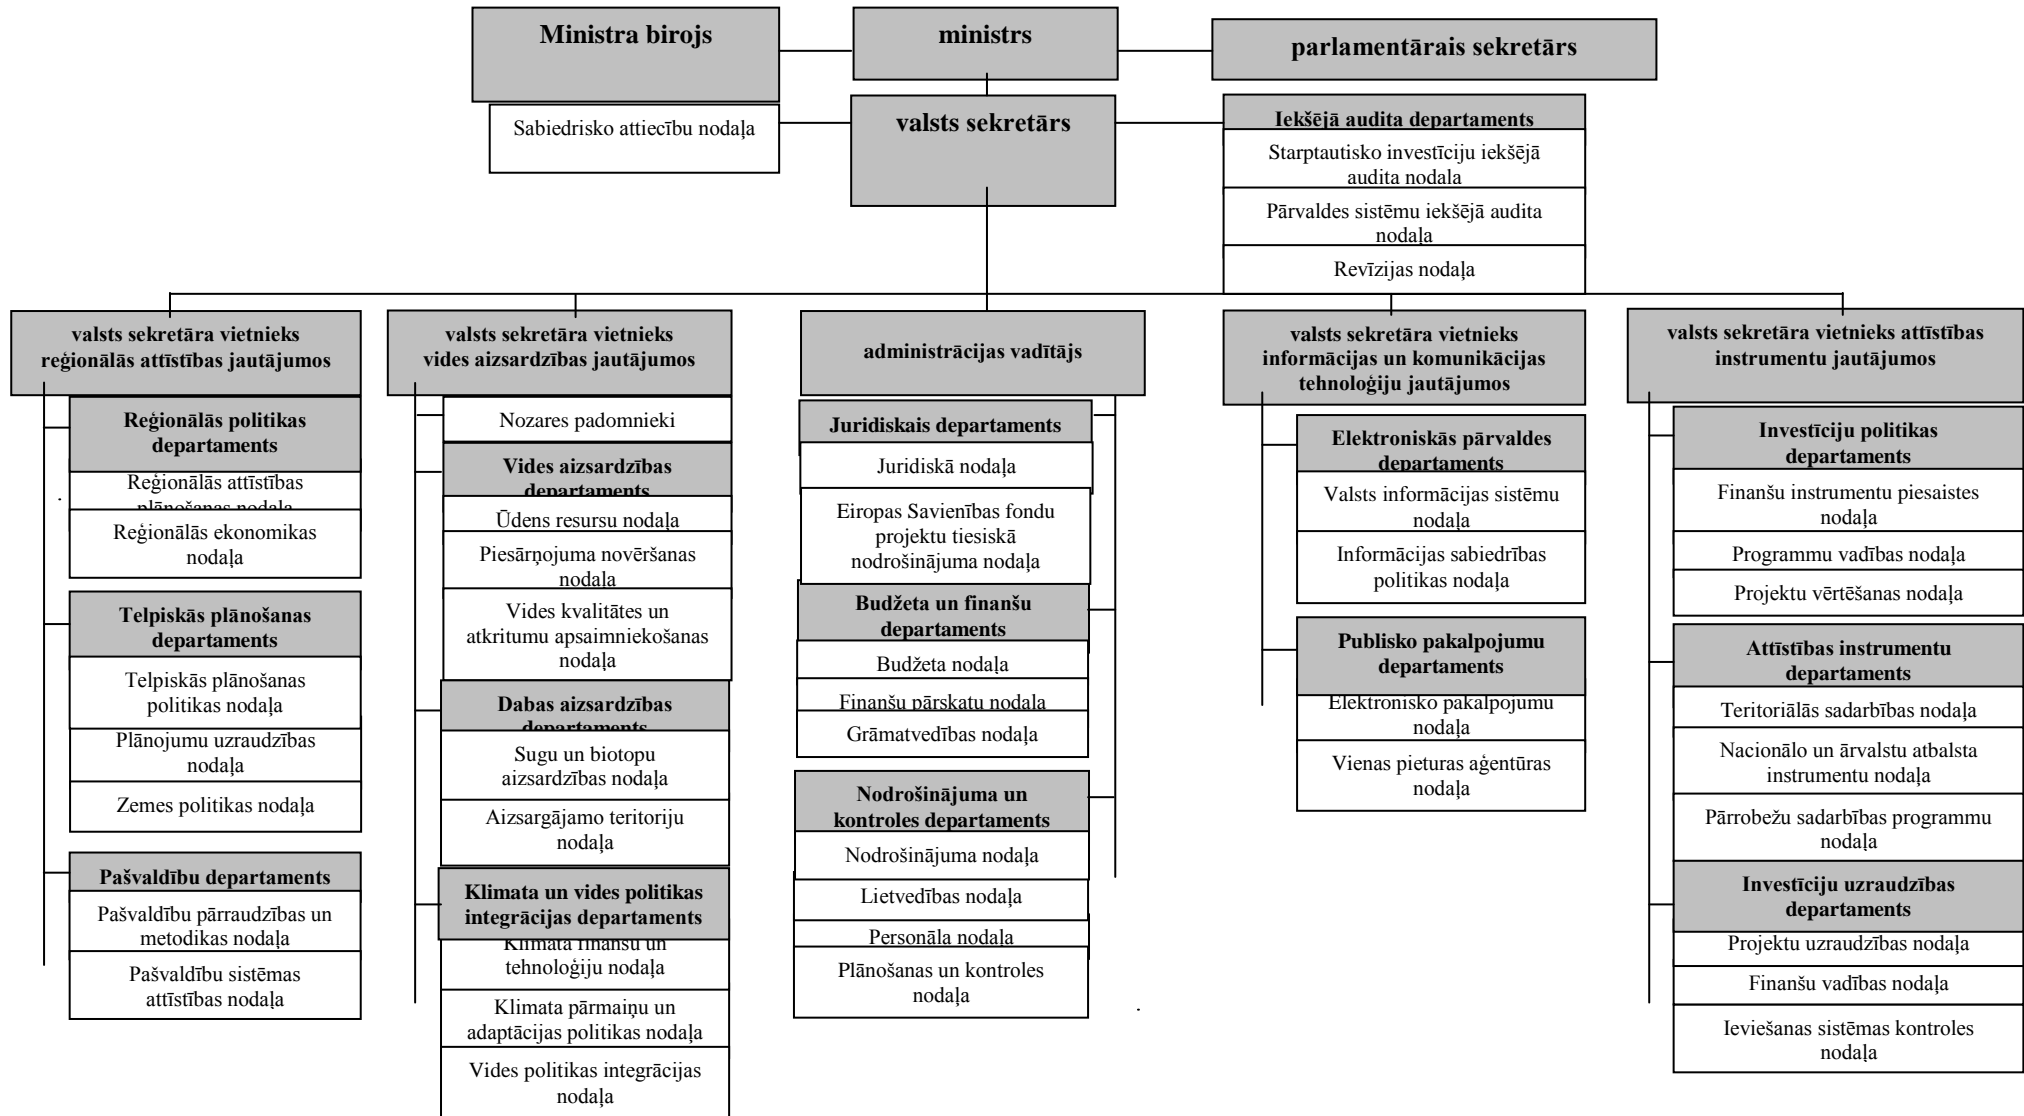 Ministra birojs
ministrs
parlamentārais sekretārs
Sabiedrisko attiecību nodaļa
valsts sekretārs
Iekšējā audita departaments
Starptautisko investīciju iekšējā
audita nodala
Pārvaldes sistēmu iekšējā audita
nodaļa
Revīzijas nodaļa
valsts sekretāra vietnieks
reģionālās attīstības jautājumos
Reģionālās politikas
departaments
Reģionālās attīstības
plānošanas nodaļa
Reģionālās ekonomikas
nodaļa
Telpiskās plānošanas
departaments
Telpiskās plānošanas
politikas nodaļa
Plānojumu uzraudzības
nodaļa
Zemes politikas nodaļa
Pašvaldību departaments
Pašvaldību pārraudzības un
metodikas nodaļa
Pašvaldību sistēmas
attīstības nodaļa
valsts sekretāra vietnieks
vides aizsardzības jautājumos
Nozares padomnieki
Vides aizsardzības
departaments
Ūdens resursu nodaļa
Piesārņojuma novēršanas
nodaļa
Vides kvalitātes un
atkritumu apsaimniekošanas
nodaļa
Dabas aizsardzības
departaments
Sugu un biotopu
aizsardzības nodaļa
Aizsargājamo teritoriju
nodaļa
Klimata un vides politikas
integrācijas departaments
Klimata finanšu un
tehnoloģiju nodaļa
Klimata pārmaiņu un
adaptācijas politikas nodaļa
Vides politikas integrācijas
nodaļa
administrācijas vadītājs
Juridiskais departaments
Juridiskā nodaļa
Eiropas Savienības fondu
projektu tiesiskā
nodrošinājuma nodaļa
Budžeta un finanšu
departaments
Budžeta nodaļa
Finanšu pārskatu nodaļa
Grāmatvedības nodaļa
Nodrošinājuma un
kontroles departaments
Nodrošinājuma nodaļa
Lietvedības nodaļa
Personāla nodaļa
Plānošanas un kontroles
nodaļa
valsts sekretāra vietnieks
informācijas un komunikācijas
tehnoloģiju jautājumos
Elektroniskās pārvaldes
departaments
Valsts informācijas sistēmu
nodaļa
Informācijas sabiedrības
politikas nodaļa
Publisko pakalpojumu
departaments
Elektronisko pakalpojumu
nodaļa
Vienas pieturas aģentūras
nodaļa
valsts sekretāra vietnieks attīstības
instrumentu jautājumos
Investīciju politikas
departaments
Finanšu instrumentu piesaistes
nodaļa
Programmu vadības nodaļa
Projektu vērtēšanas nodaļa
Attīstības instrumentu
departaments
Teritoriālās sadarbības nodaļa
Nacionālo un ārvalstu atbalsta
instrumentu nodaļa
Pārrobežu sadarbības programmu
nodaļa
Investīciju uzraudzības
departaments
Projektu uzraudzības nodaļa
Finanšu vadības nodaļa
Ieviešanas sistēmas kontroles
nodaļa